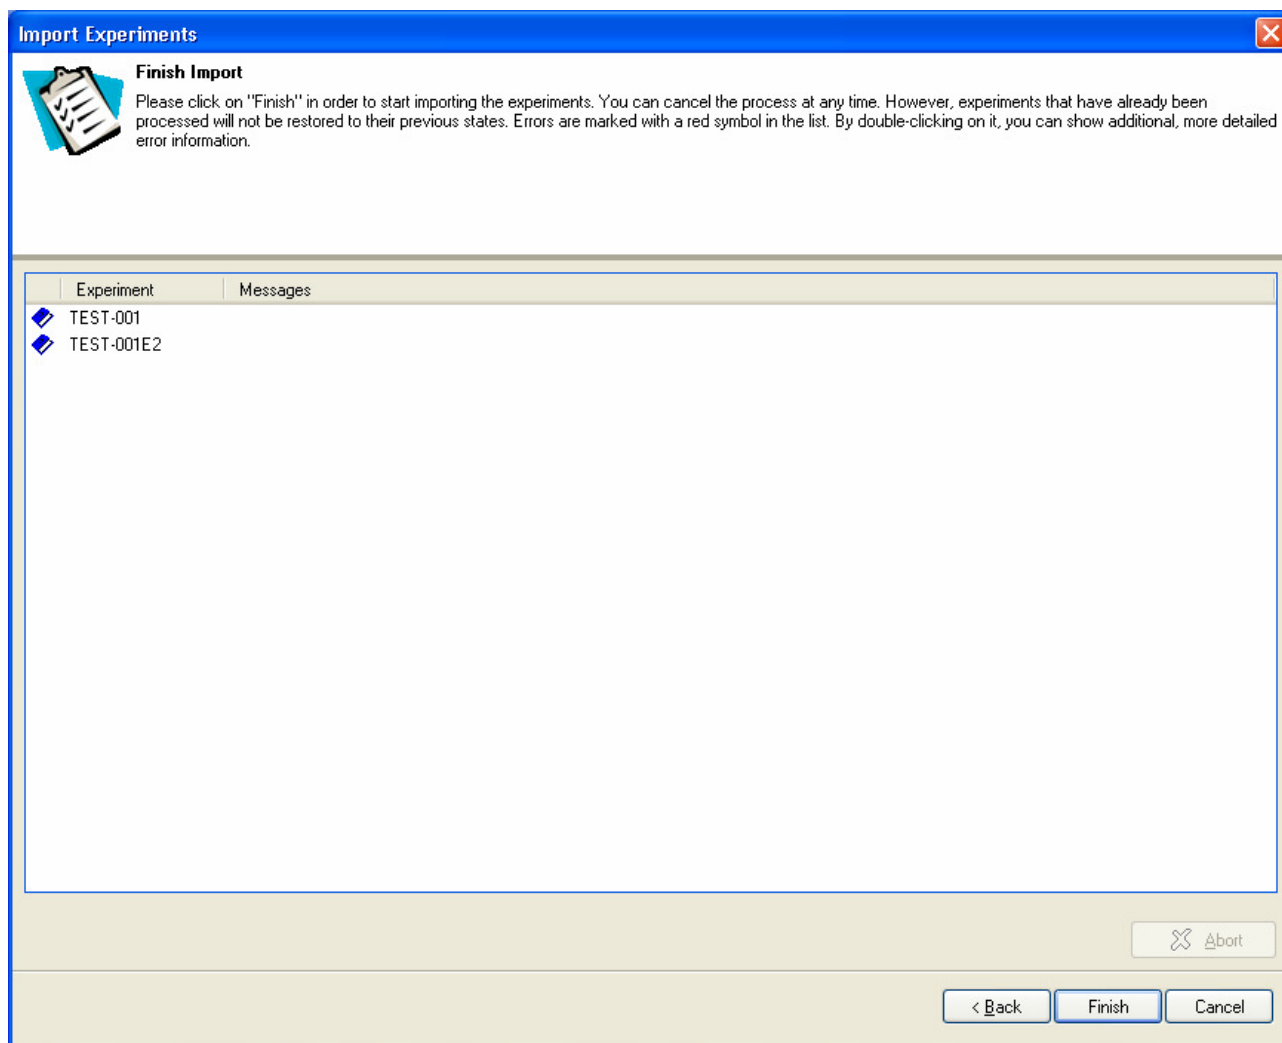 Import Experiments
Finish Import
Please click on "Finish" in order to start importing the experiments. You can cancel the process at any time. However, experiments that have already been
processed will not be restored to their previous states. Errors are marked with a red symbol in the list. By double-clicking on it, you can show additional, more detailed
error information.
Experiment Messages
TEST-001
TEST-001E2
Abort
< Back Finish Cancel